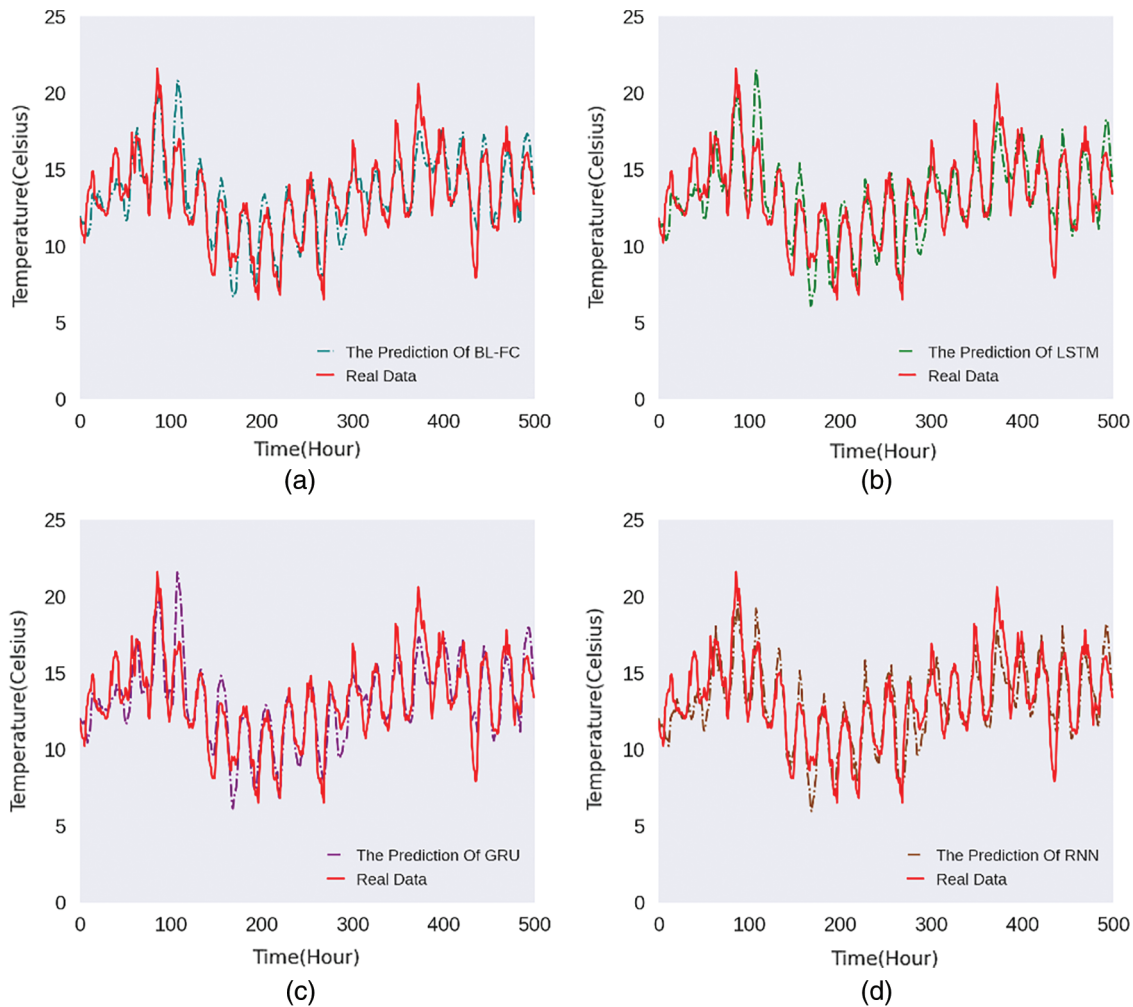 25
20
15
10
5
0
Temperature(Celsius)
The Prediction Of BL-FC
Real Data
0 100 200 300 400 500
Time(Hour)
(a)
25
20
15
10
5
0
Temperature(Celsius)
The Prediction Of LSTM
Real Data
0 100 200 300 400 500
Time(Hour)
(b)
25
20
15
10
5
0
Temperature(Celsius)
The Prediction Of GRU
Real Data
0 100 200 300 400 500
Time(Hour)
(c)
25
20
15
10
5
0
Temperature(Celsius)
The Prediction Of RNN
Real Data
0 100 200 300 400 500
Time(Hour)
(d)